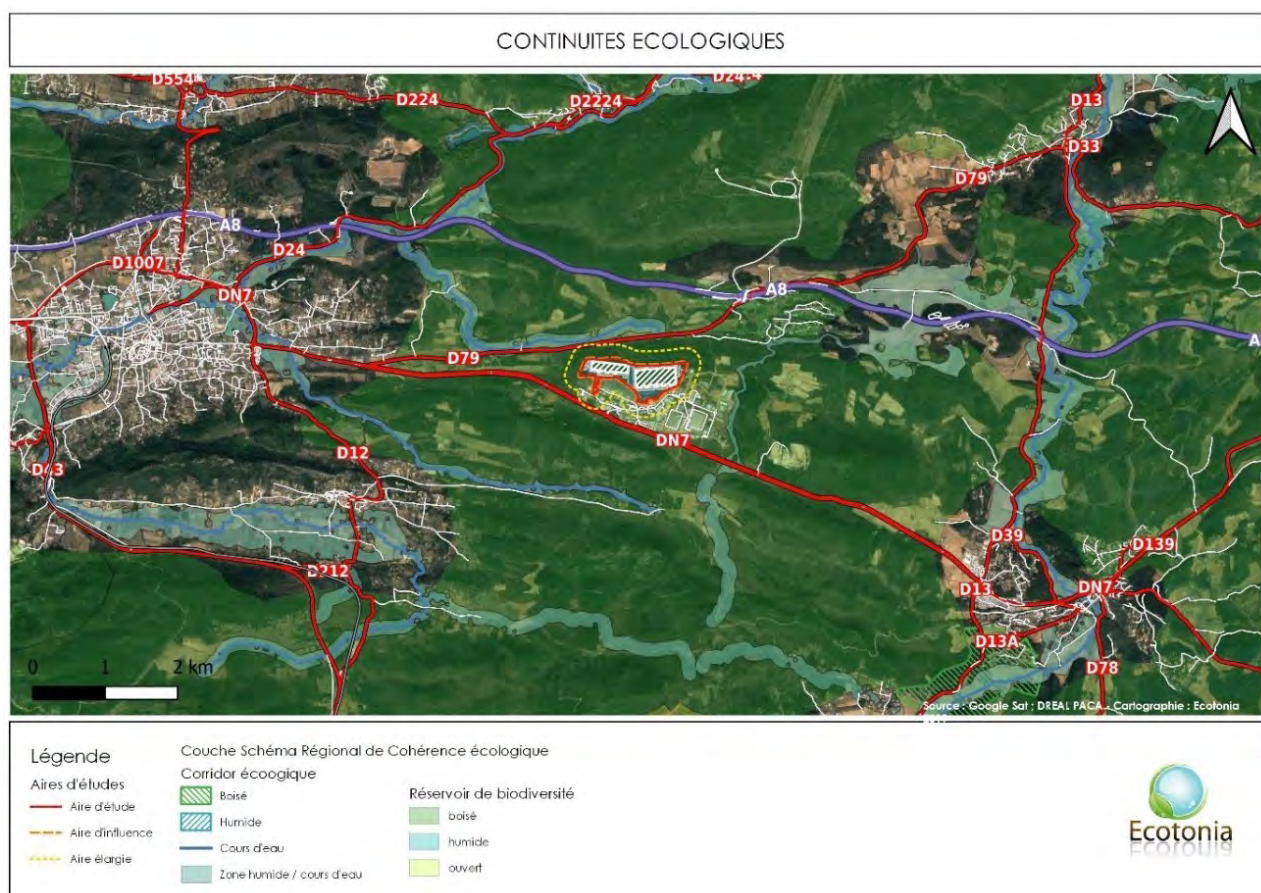 CONTINUITES ECOLOGIQUES
D554
D224
D2224
D13
D33
D79
A8
D24
D1007
DN7
A8
D79
DN7
D12
D43
D212
D39
D139
D13
DN7
D13A
D78
0 1 2 km
Source : Google Sat ; DREAL PACA - Cartographie : Ecotonia
Légende
Aires d'études
Aire d'étude
Aire d'influence
Aire élargie
Couche Schéma Régional de Cohérence écologique
Corridor écoogique
Boisé
Humide
Cours d'eau
Zone humide / cours d'eau
Réservoir de biodiversité
boisé
humide
ouvert
Ecotonia